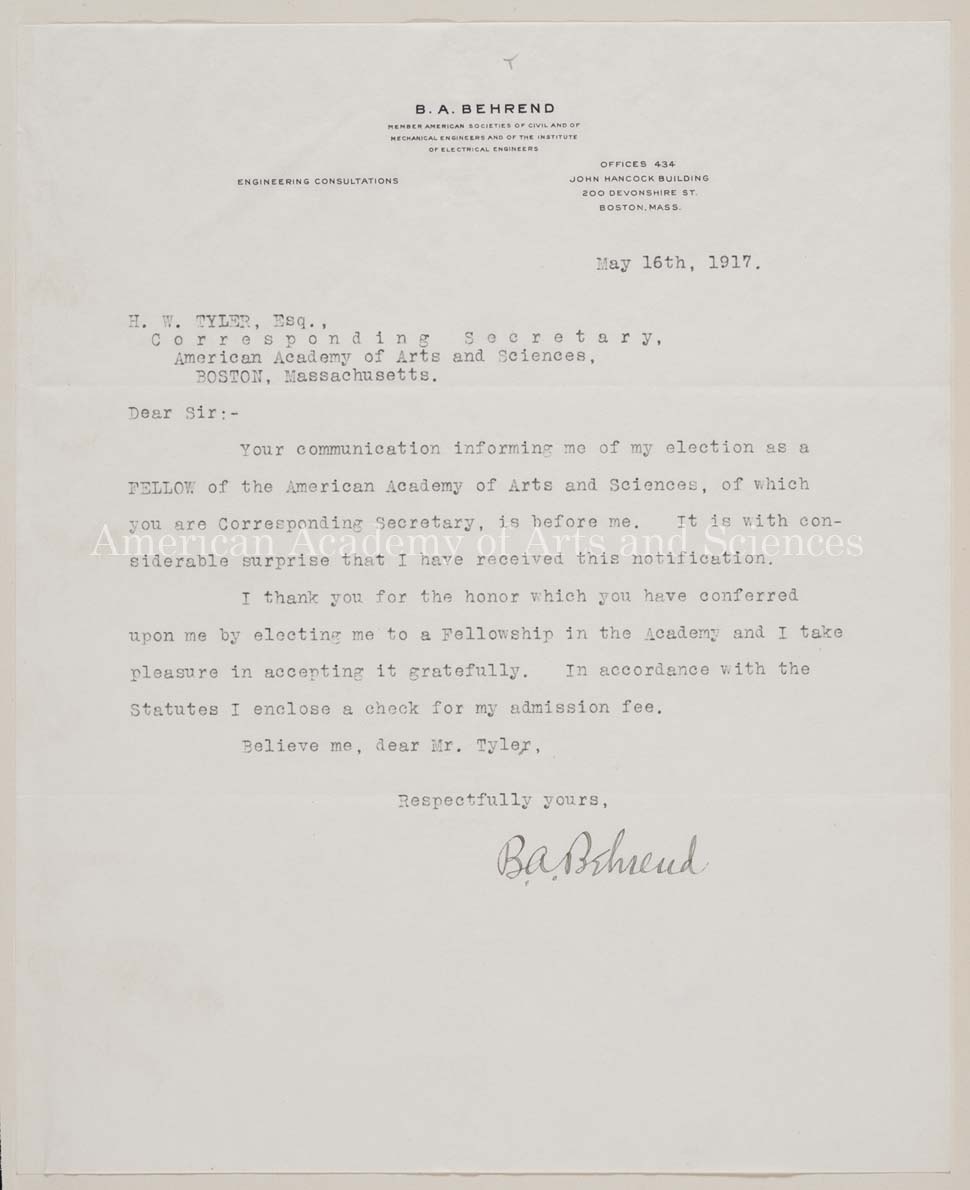 B. A. BEHREND
MEMBER AMERICAN SOCIETIES OF CIVIL AND OF
MECHANICAL ENGINEERS AND OF THE INSTITUTE
OF ELECTRICAL ENGINEERS
ENGINEERING CONSULTATIONS
OFFICES 434
JOHN HANCOCK BUILDING
200 DEVONSHIRE ST.
BOSTON, MASS.
May 16th, 1917.
H. W. TYLER, Esq.,
Corresponding Secretary,
American Academy of Arts and Sciences,
BOSTON, Massachusetts.
Dear Sir:-
Your communication informing me of my election as a
FELLOW of the American Academy of Arts and Sciences, of which
you are Corresponding Secretary, is before me. It is with con-
American Academy of Arts and Sciences
siderable surprise that I have received this notification.
I thank you for the honor which you have conferred
upon me by electing me to a Fellowship in the Academy and I take
pleasure in accepting it gratefully. In accordance with the
Statutes I enclose a check for my admission fee.
Believe me, dear Mr. Tyler,
Respectfully yours,
B.A. Behrend